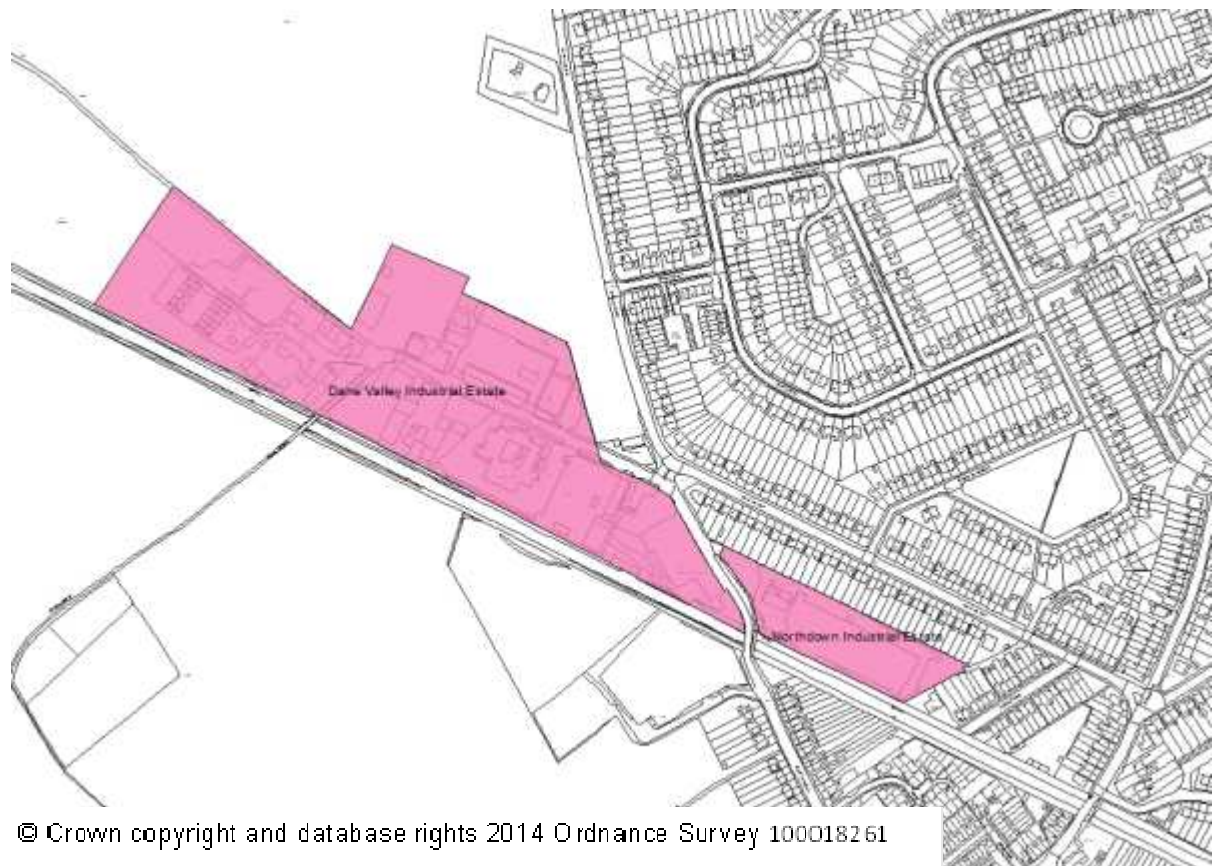 Dane Valley Industrial Estate
Northdown Industrial Estate
© Crown copyright and database rights 2014 Ordnance Survey 100018261